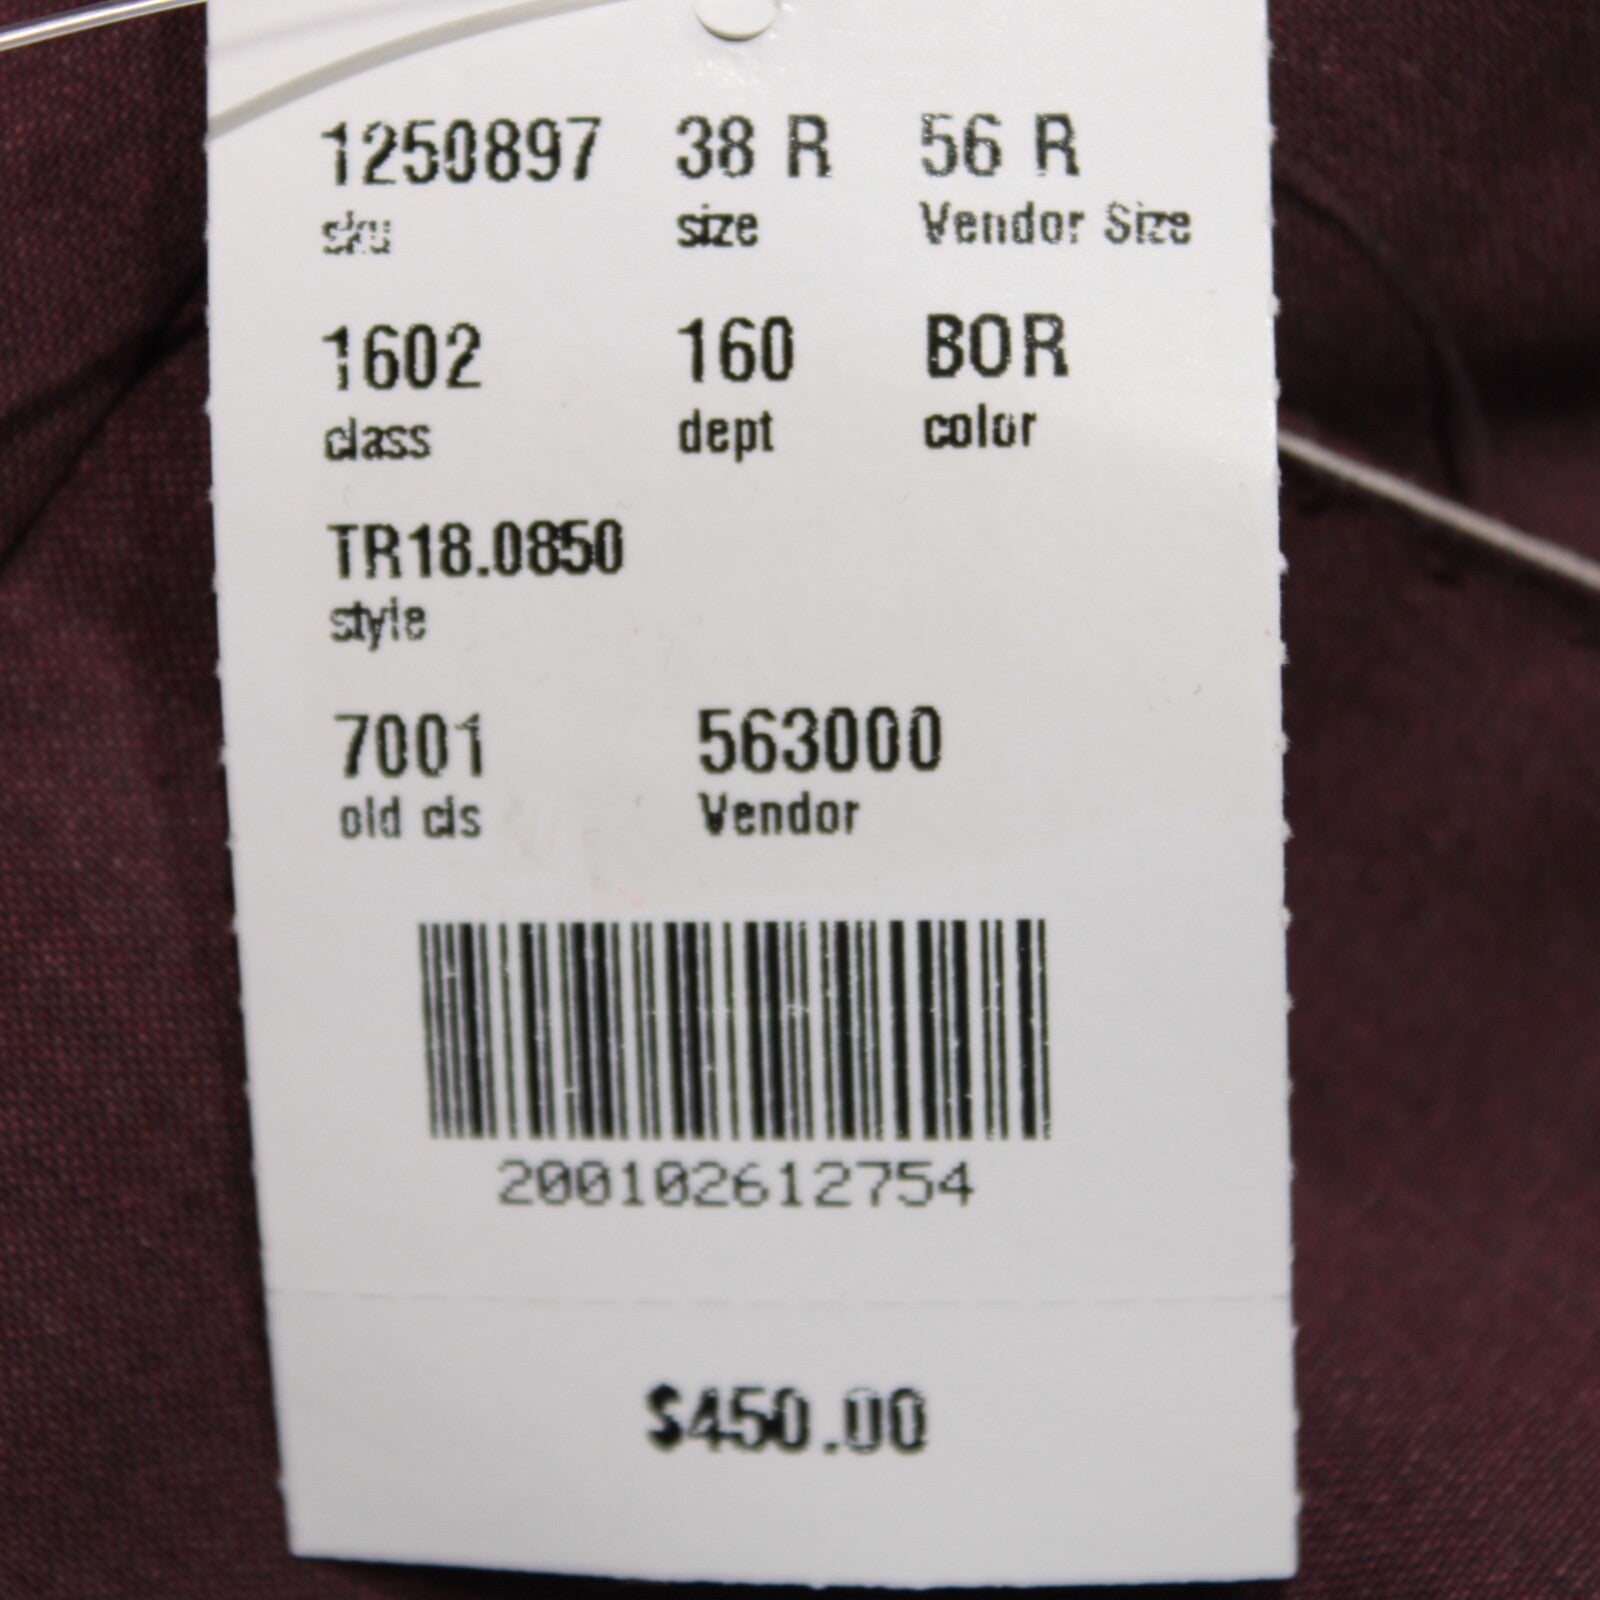 1250897 38 R 56 R
sku size Vendor Size
1602 160 BOR
class dept color
TR18.0850
style
7001 563000
old cls Vendor
200102612754
$450.00